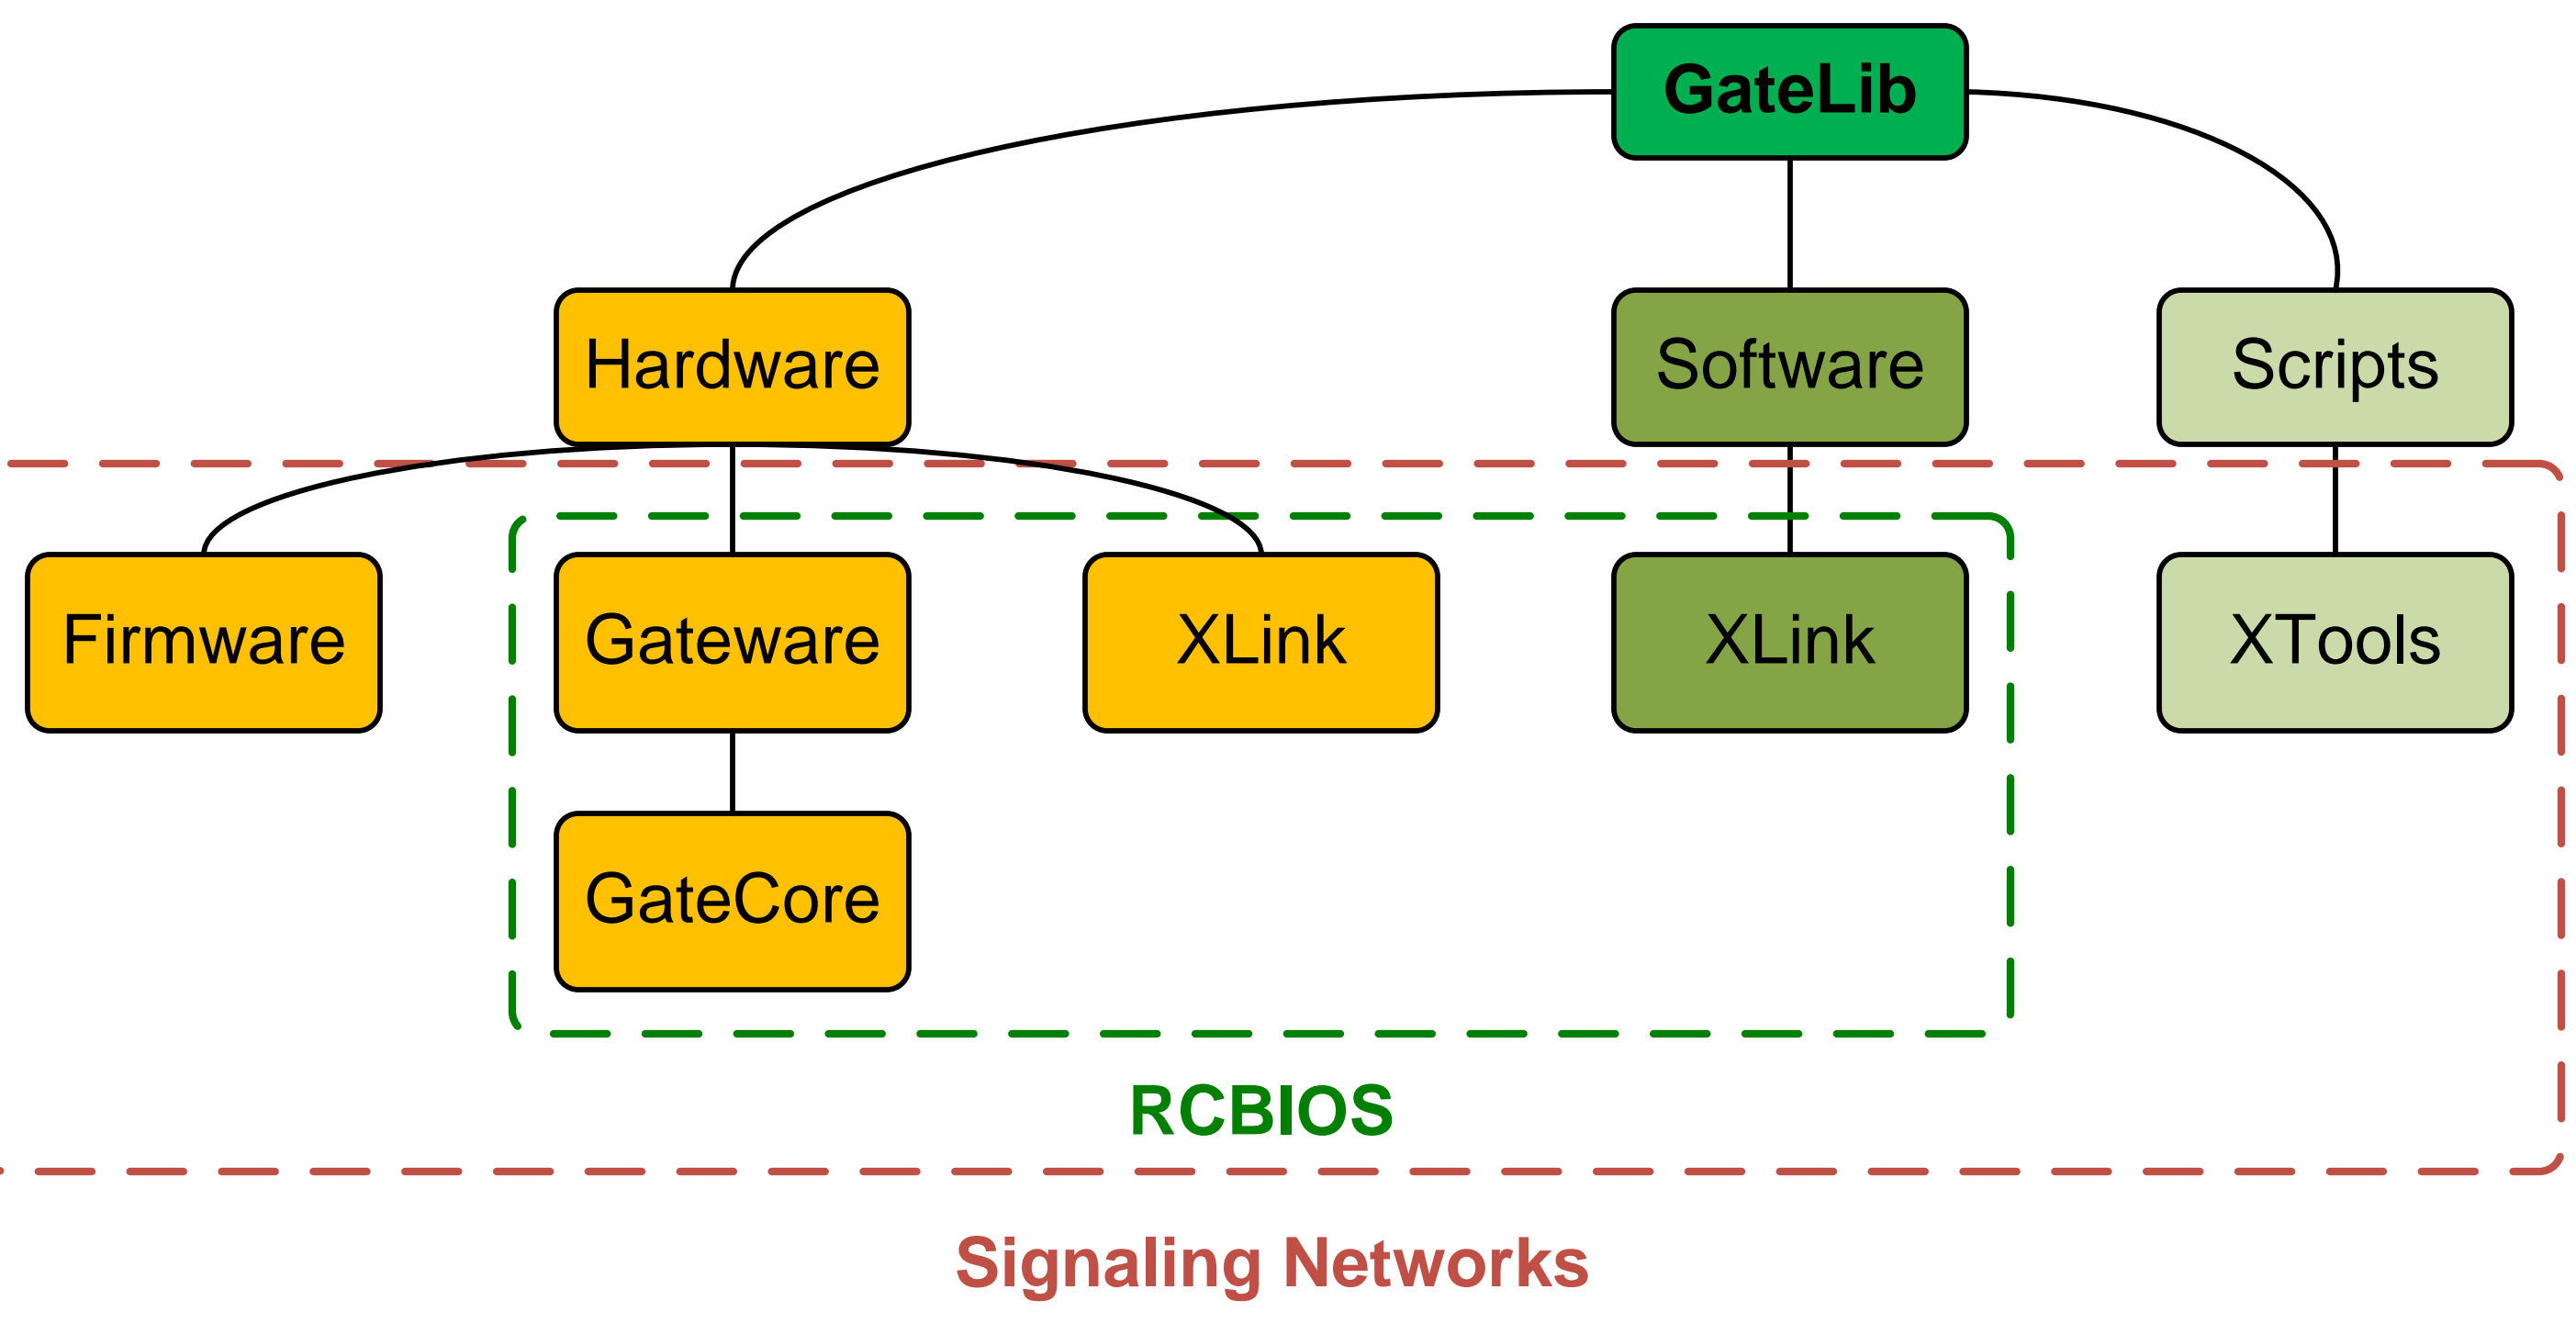 GateLib
Hardware
Software
Scripts
Firmware
Gateware
XLink
XLink
XTools
GateCore
RCBIOS
Signaling Networks